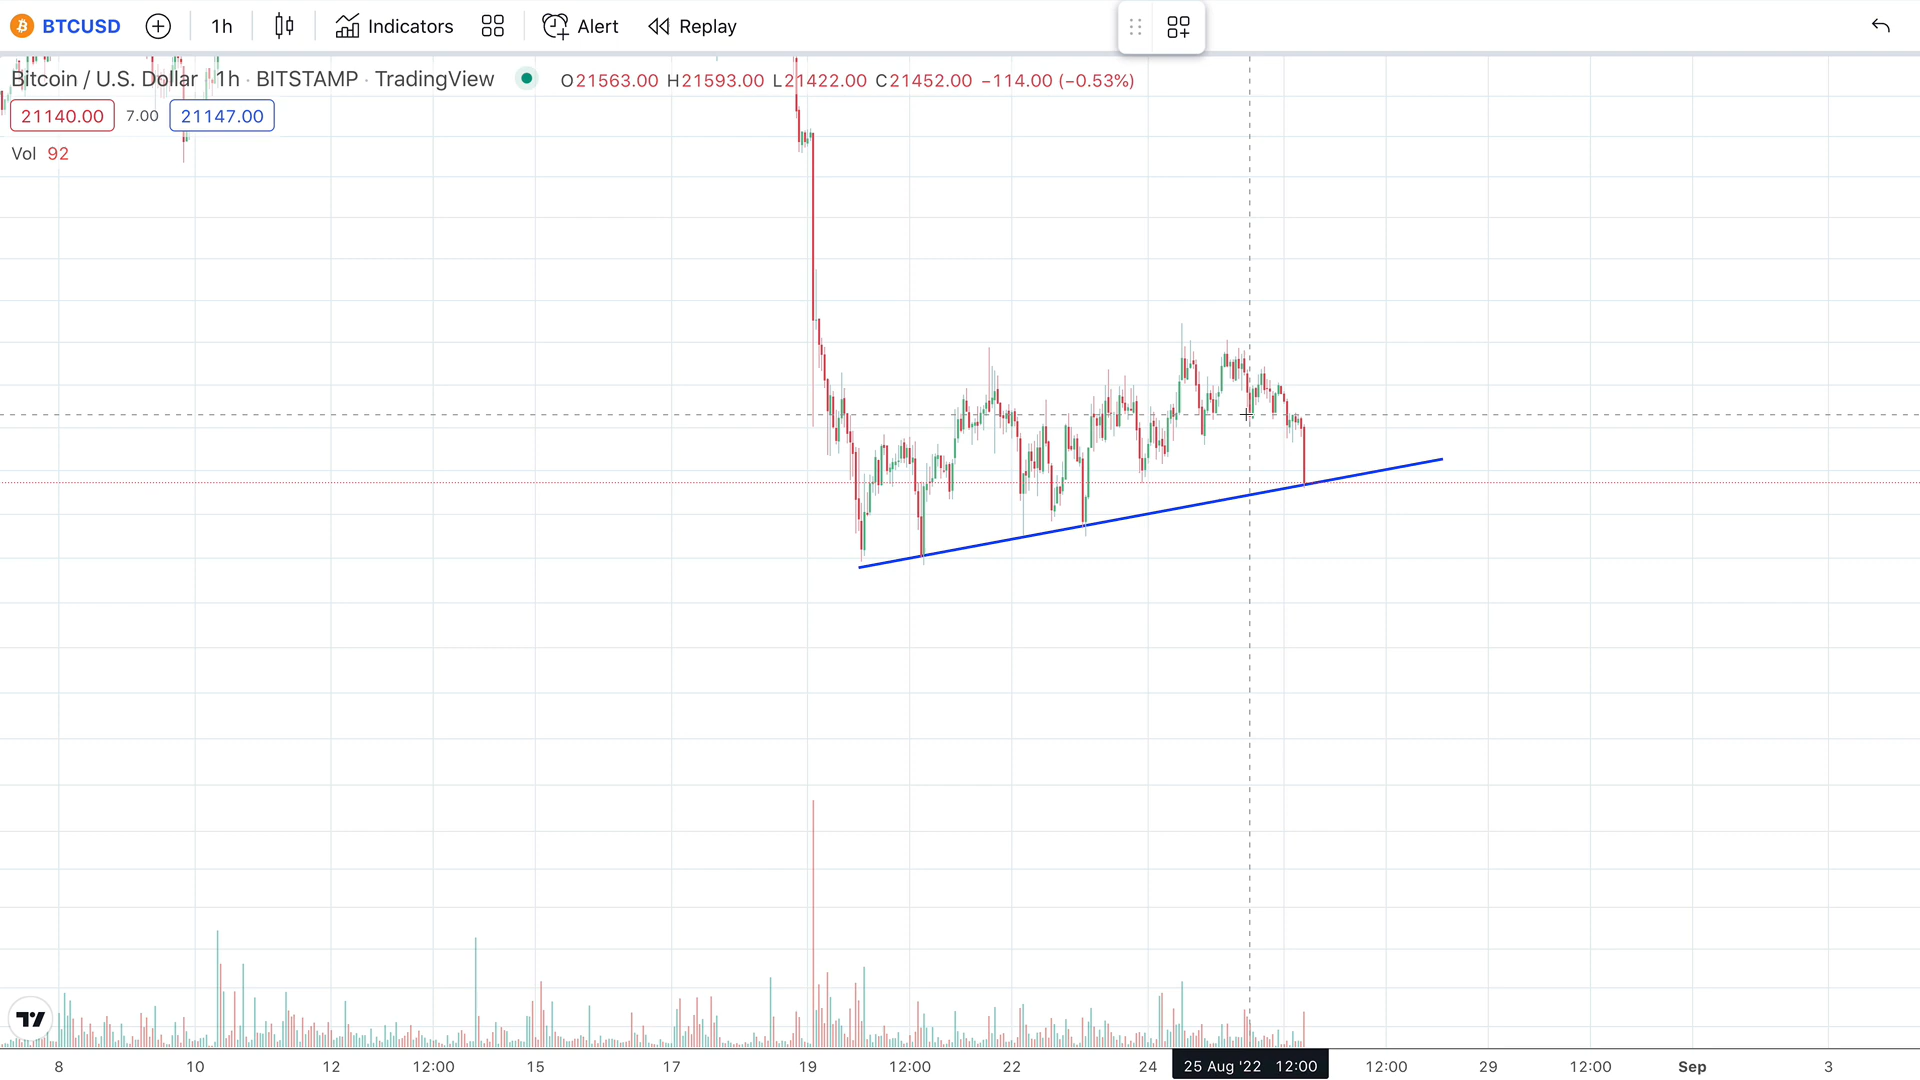 BTCUSD 1h Indicators Alert Replay
Bitcoin / U.S. Dollar · 1h · BITSTAMP · TradingView O21563.00 H21593.00 L21422.00 C21452.00 −114.00 (−0.53%)
21140.00 7.00 21147.00
Vol 92
8 10 12 12:00 15 17 19 12:00 22 24 25 Aug '22 12:00 12:00 29 12:00 Sep 3